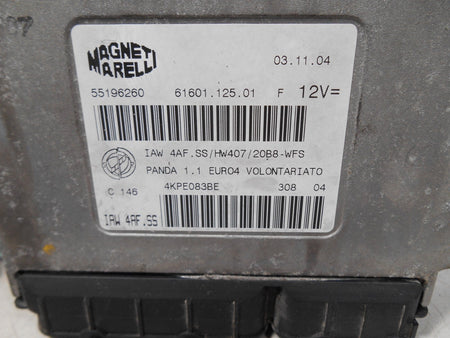 MAGNETI
MARELLI
03.11.04
55196260 61601.125.01 F 12V=
IAW 4AF.SS/HW407/20B8-WFS
PANDA 1.1 EURO4 VOLONTARIATO
C 146 4KPE083BE 308 04
IAW 4AF.SS